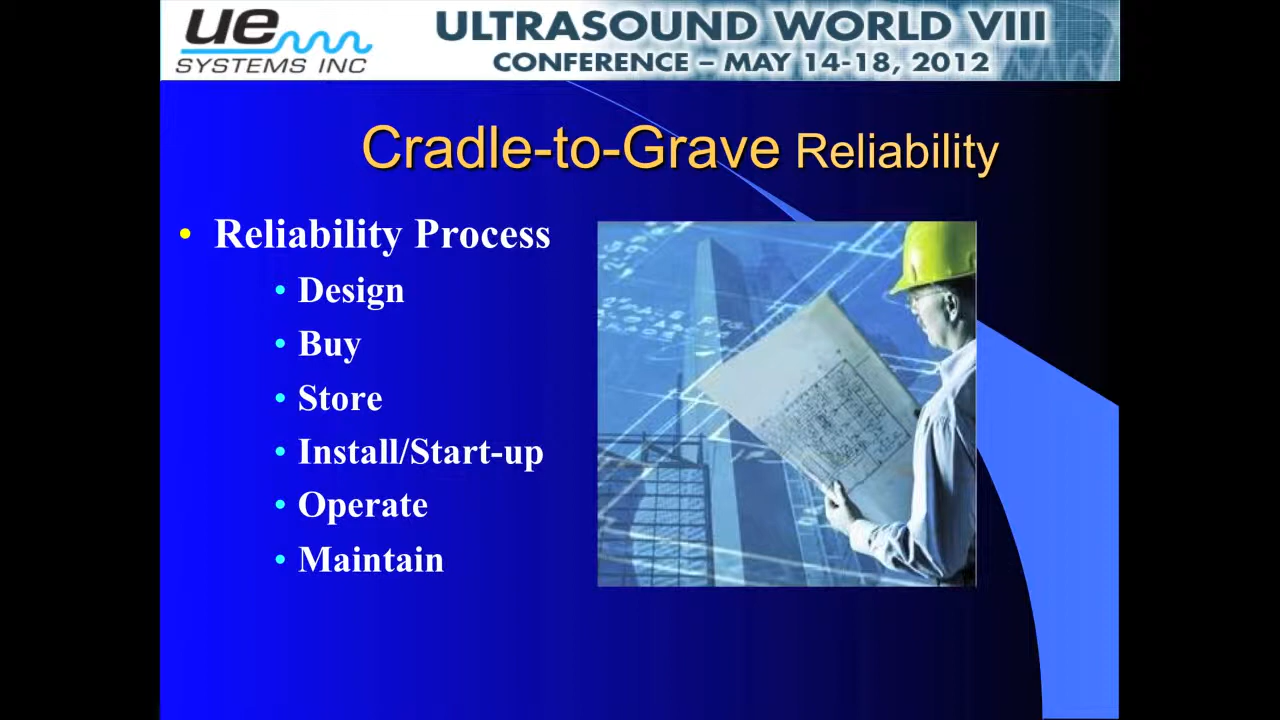 ue
SYSTEMS INC
ULTRASOUND WORLD VIII
CONFERENCE – MAY 14-18, 2012
Cradle-to-Grave Reliability
• Reliability Process
• Design
• Buy
• Store
• Install/Start-up
• Operate
• Maintain